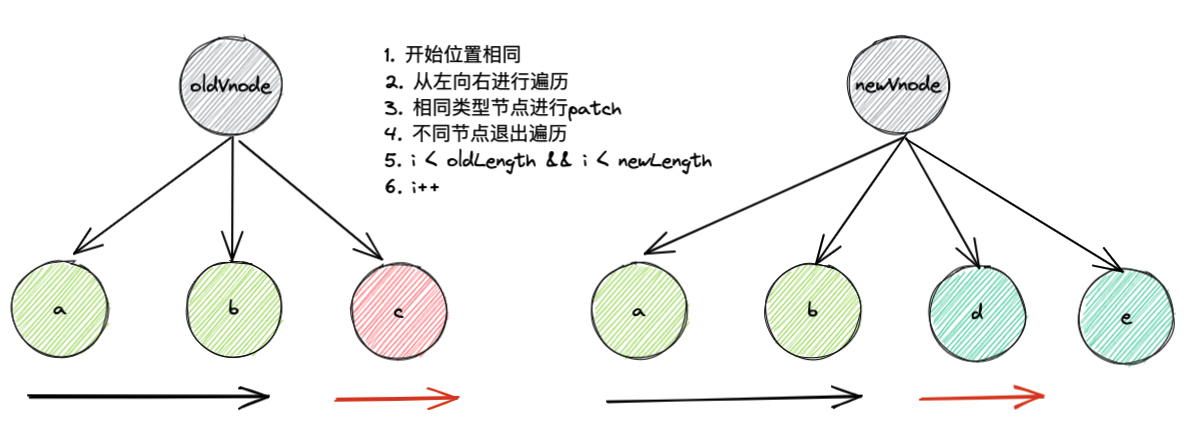 oldVnode
1. 开始位置相同
2. 从左向右进行遍历
3. 相同类型节点进行patch
4. 不同节点退出遍历
5. i < oldLength && i < newLength
6. i++
newVnode
a
b
c
a
b
d
e